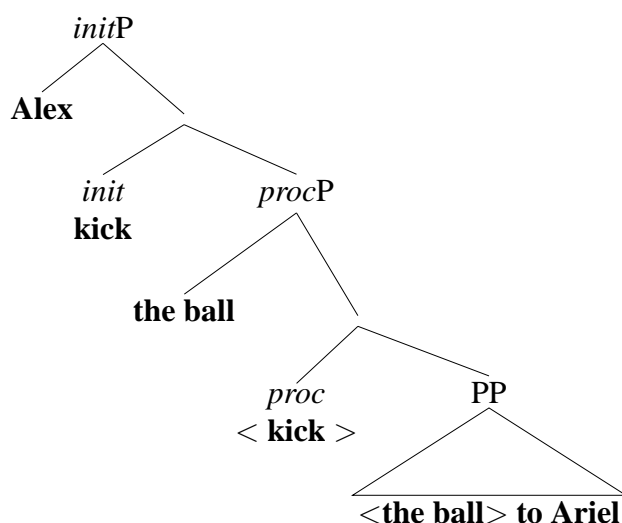 initP
Alex
init procP
kick
the ball
proc PP
< kick >
<the ball> to Ariel